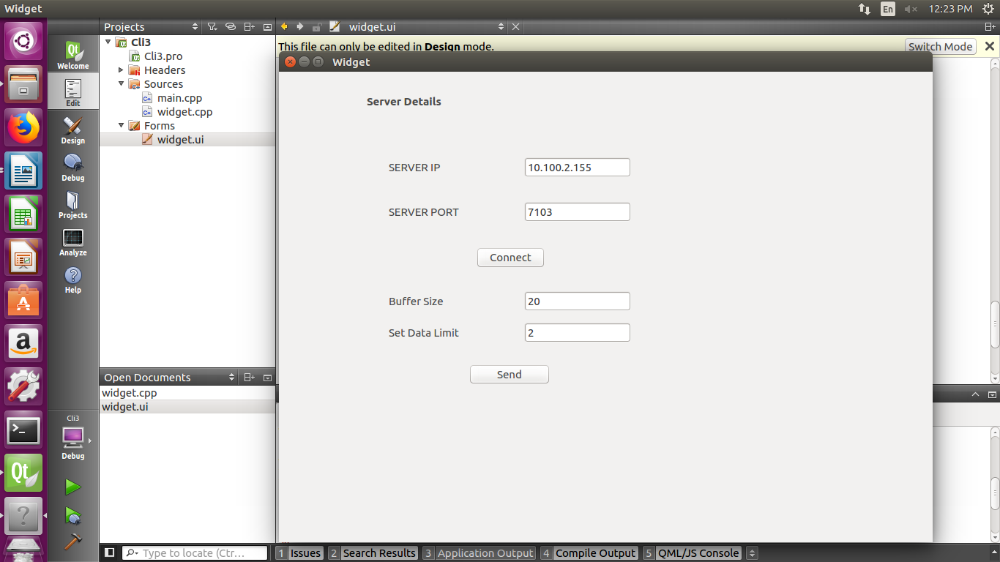 Widget
En
12:23 PM
Projects
widget.ui
This file can only be edited in Design mode.
Switch Mode
Welcome
Edit
Design
Debug
Projects
Analyze
Help
Cli3
Debug
Cli3
Cli3.pro
Headers
Sources
main.cpp
widget.cpp
Forms
widget.ui
Open Documents
widget.cpp
widget.ui
Widget
Server Details
SERVER IP
10.100.2.155
SERVER PORT
7103
Connect
Buffer Size
20
Set Data Limit
2
Send
Type to locate (Ctr...
1 Issues
2 Search Results
3 Application Output
4 Compile Output
5 QML/JS Console